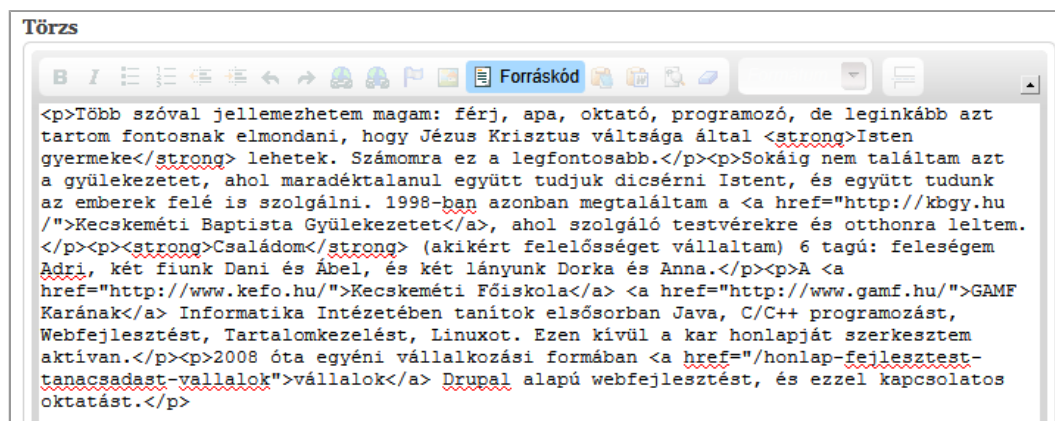 Törzs
B I Forráskód
<p>Több szóval jellemezhetem magam: férj, apa, oktató, programozó, de leginkább azt
tartom fontosnak elmondani, hogy Jézus Krisztus váltsága által <strong>Isten
gyermeke</strong> lehetek. Számomra ez a legfontosabb.</p><p>Sokáig nem találtam azt
a gyülekezetet, ahol maradéktalanul együtt tudjuk dicsérni Istent, és együtt tudunk
az emberek felé is szolgálni. 1998-ban azonban megtaláltam a <a href="http://kbgy.hu
/">Kecskeméti Baptista Gyülekezetet</a>, ahol szolgáló testvérekre és otthonra leltem.
</p><p><strong>Családom</strong> (akikért felelősséget vállaltam) 6 tagú: feleségem
Adri, két fiunk Dani és Ábel, és két lányunk Dorka és Anna.</p><p>A <a
href="http://www.kefo.hu/">Kecskeméti Főiskola</a> <a href="http://www.gamf.hu/">GAMF
Karának</a> Informatika Intézetében tanítok elsősorban Java, C/C++ programozást,
Webfejlesztést, Tartalomkezelést, Linuxot. Ezen kívül a kar honlapját szerkesztem
aktívan.</p><p>2008 óta egyéni vállalkozási formában <a href="/honlap-fejlesztest-
tanacsadast-vallalok">vállalok</a> Drupal alapú webfejlesztést, és ezzel kapcsolatos
oktatást.</p>